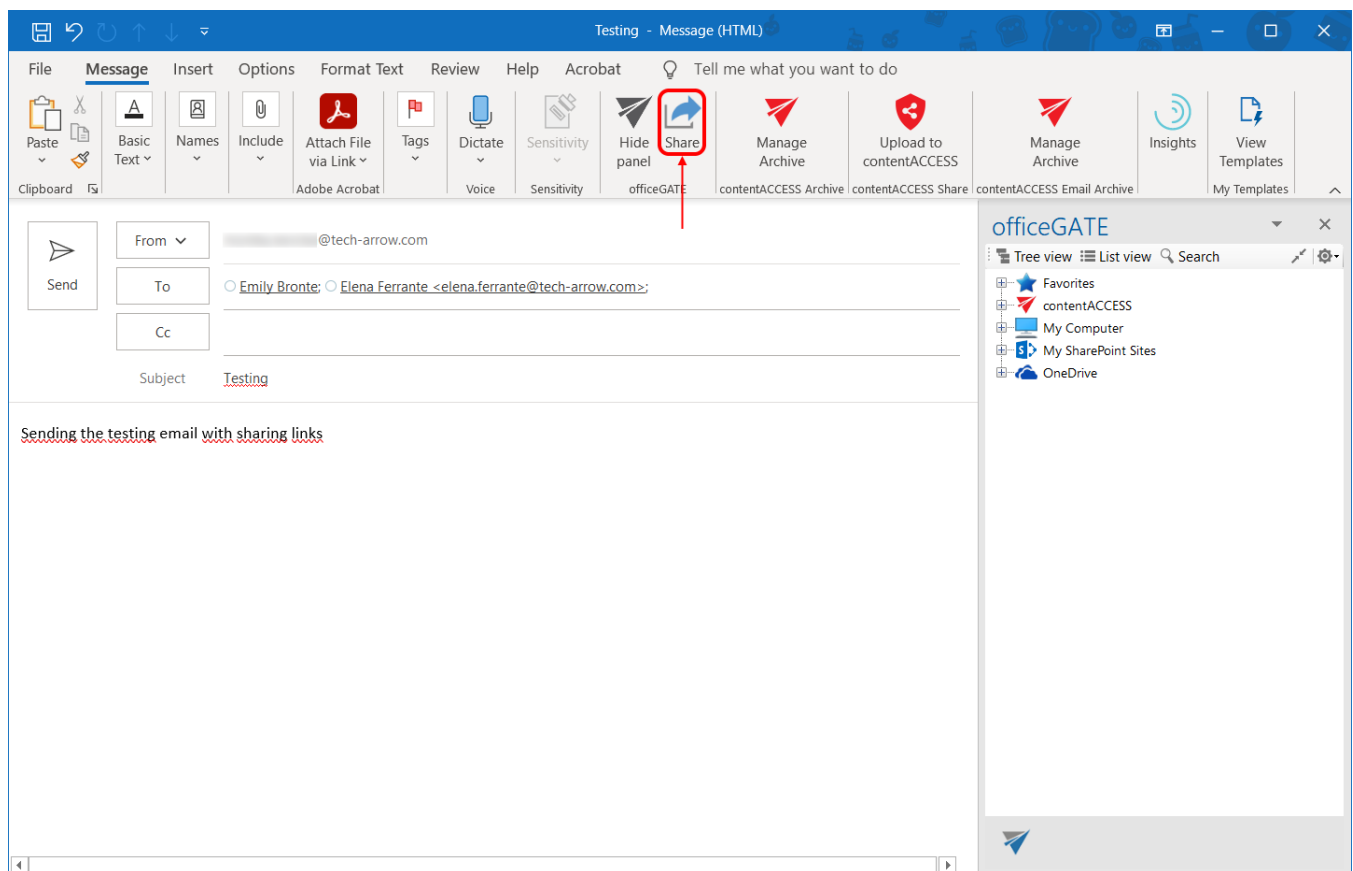 Testing - Message (HTML)
File Message Insert Options Format Text Review Help Acrobat Tell me what you want to do
Paste
Basic Text
Names
Include
Attach File via Link
Tags
Dictate
Sensitivity
Hide panel
Share
Manage Archive
Upload to contentACCESS
Manage Archive
Insights
View Templates
Clipboard
Adobe Acrobat
Voice
Sensitivity
officeGATE
contentACCESS Archive
contentACCESS Share
contentACCESS Email Archive
My Templates
Send
From
@tech-arrow.com
To
Emily Bronte; Elena Ferrante <elena.ferrante@tech-arrow.com>;
Cc
Subject Testing
Sending the testing email with sharing links
officeGATE
Tree view List view Search
Favorites
contentACCESS
My Computer
My SharePoint Sites
OneDrive